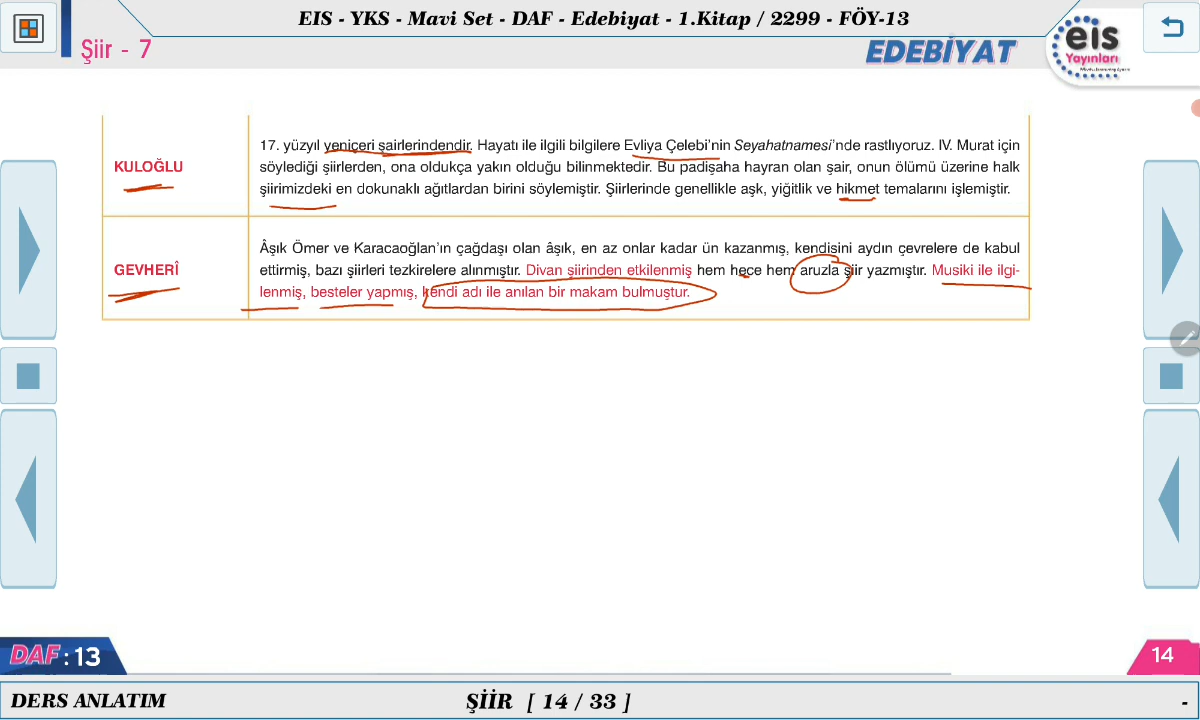 EIS - YKS - Mavi Set - DAF - Edebiyat - 1.Kitap / 2299 - FÖY-13
Şiir - 7
EDEBİYAT
eis
Yayınları
KULOĞLU
17. yüzyıl yeniçeri şairlerindendir. Hayatı ile ilgili bilgilere Evliya Çelebi’nin Seyahatnamesi’nde rastlıyoruz. IV. Murat için
söylediği şiirlerden, ona oldukça yakın olduğu bilinmektedir. Bu padişaha hayran olan şair, onun ölümü üzerine halk
şiirimizdeki en dokunaklı ağıtlardan birini söylemiştir. Şiirlerinde genellikle aşk, yiğitlik ve hikmet temalarını işlemiştir.
GEVHERÎ
Âşık Ömer ve Karacaoğlan’ın çağdaşı olan âşık, en az onlar kadar ün kazanmış, kendisini aydın çevrelere de kabul
ettirmiş, bazı şiirleri tezkirelere alınmıştır. Divan şiirinden etkilenmiş hem hece hem aruzla şiir yazmıştır. Musiki ile ilgi-
lenmiş, besteler yapmış, kendi adı ile anılan bir makam bulmuştur.
DAF : 13
14
DERS ANLATIM
ŞİİR [ 14 / 33 ]
-